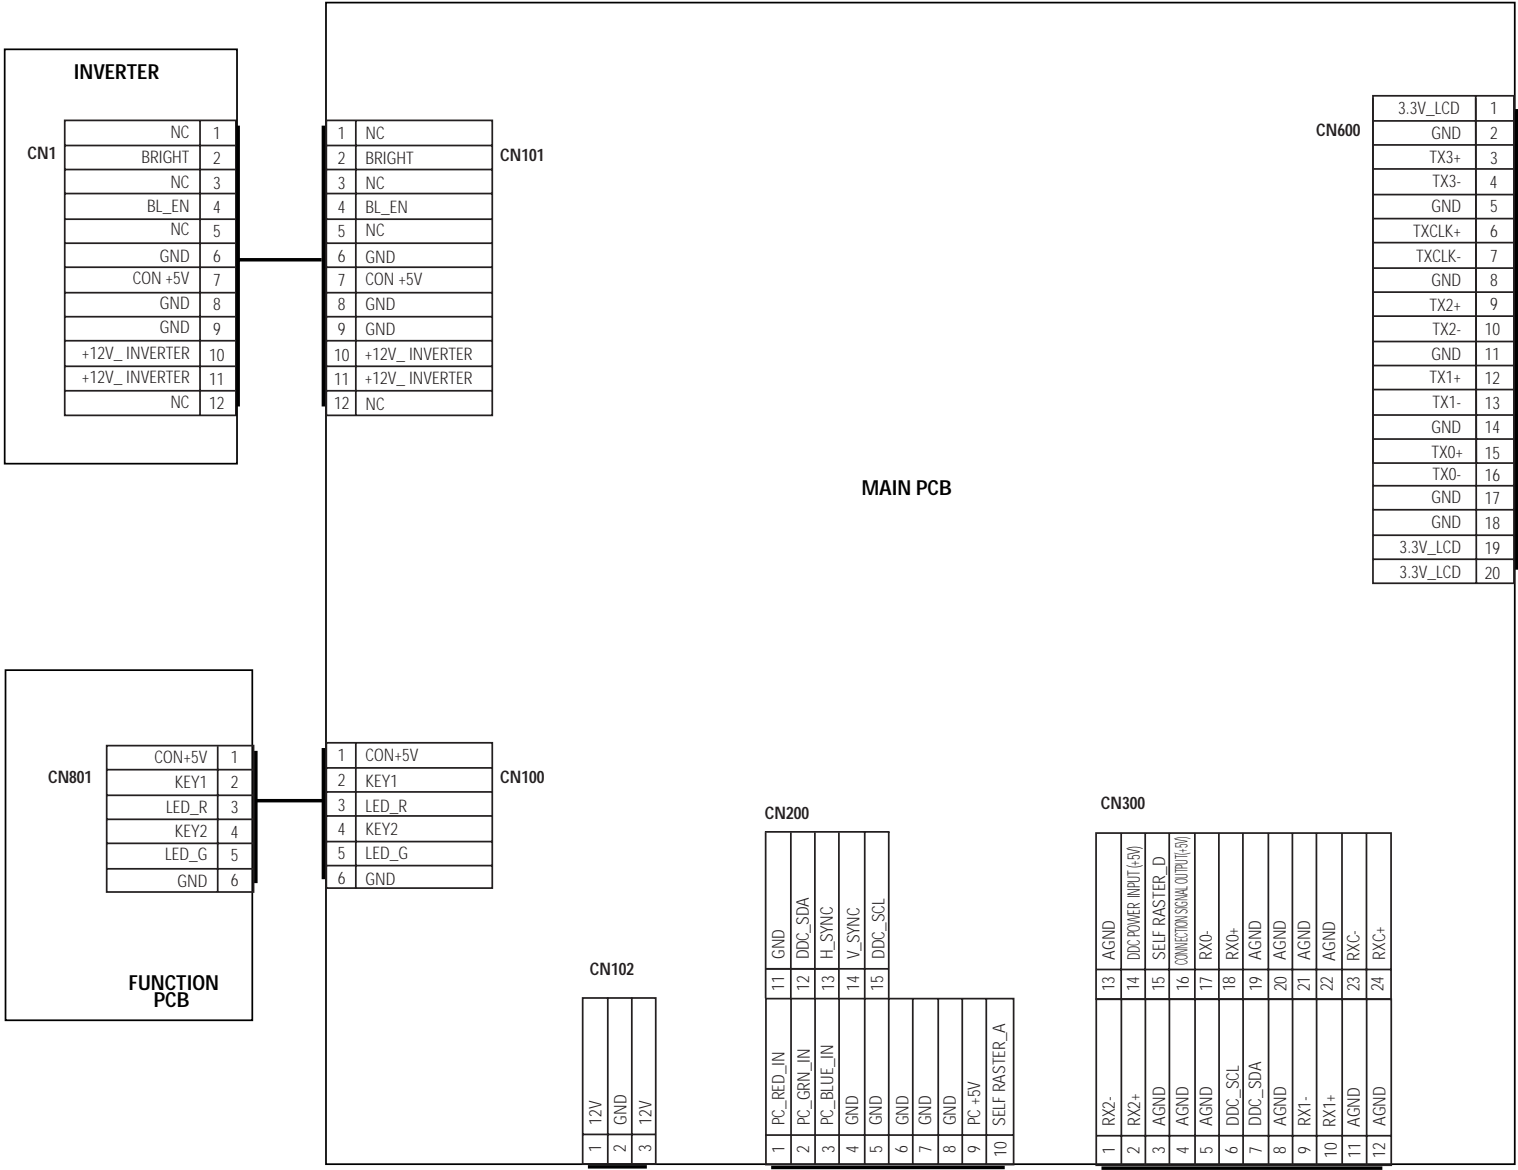 INVERTER
CN1
NC 1
BRIGHT 2
NC 3
BL_EN 4
NC 5
GND 6
CON +5V 7
GND 8
GND 9
+12V_ INVERTER 10
+12V_ INVERTER 11
NC 12
CN101
1 NC
2 BRIGHT
3 NC
4 BL_EN
5 NC
6 GND
7 CON +5V
8 GND
9 GND
10 +12V_ INVERTER
11 +12V_ INVERTER
12 NC
CN600
3.3V_LCD 1
GND 2
TX3+ 3
TX3- 4
GND 5
TXCLK+ 6
TXCLK- 7
GND 8
TX2+ 9
TX2- 10
GND 11
TX1+ 12
TX1- 13
GND 14
TX0+ 15
TX0- 16
GND 17
GND 18
3.3V_LCD 19
3.3V_LCD 20
MAIN PCB
CN801
CON+5V 1
KEY1 2
LED_R 3
KEY2 4
LED_G 5
GND 6
FUNCTION
PCB
CN100
1 CON+5V
2 KEY1
3 LED_R
4 KEY2
5 LED_G
6 GND
CN102
1 12V
2 GND
3 12V
CN200
11 GND
12 DDC_SDA
13 H_SYNC
14 V_SYNC
15 DDC_SCL
1 PC_RED_IN
2 PC_GRN_IN
3 PC_BLUE_IN
4 GND
5 GND
6 GND
7 GND
8 GND
9 PC +5V
10 SELF RASTER_A
CN300
13 AGND
14 DDC POWER INPUT (+5V)
15 SELF RASTER_D
16 CONNECTION SIGNAL OUTPUT(+5V)
17 RX0-
18 RX0+
19 AGND
20 AGND
21 AGND
22 AGND
23 RXC-
24 RXC+
1 RX2-
2 RX2+
3 AGND
4 AGND
5 AGND
6 DDC_SCL
7 DDC_SDA
8 AGND
9 RX1-
10 RX1+
11 AGND
12 AGND